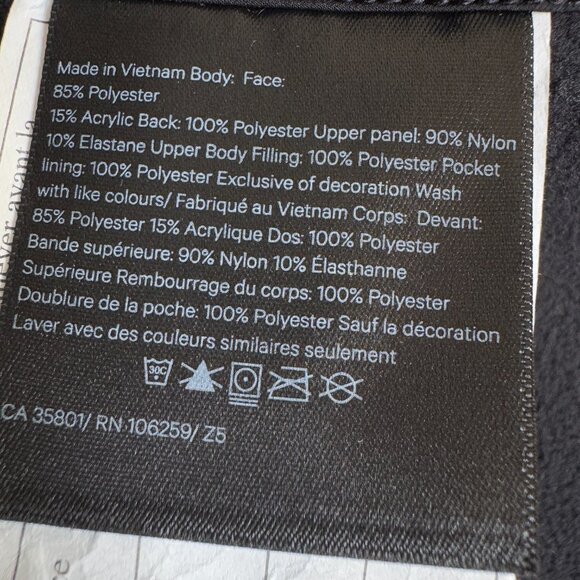 Made in Vietnam Body: Face:
85% Polyester
15% Acrylic Back: 100% Polyester Upper panel: 90% Nylon
10% Elastane Upper Body Filling: 100% Polyester Pocket
lining: 100% Polyester Exclusive of decoration Wash
with like colours/ Fabriqué au Vietnam Corps: Devant:
85% Polyester 15% Acrylique Dos: 100% Polyester
Bande supérieure: 90% Nylon 10% Élasthanne
Supérieure Rembourrage du corps: 100% Polyester
Doublure de la poche: 100% Polyester Sauf la décoration
Laver avec des couleurs similaires seulement
30C
CA 35801/ RN 106259/ Z5
avant la